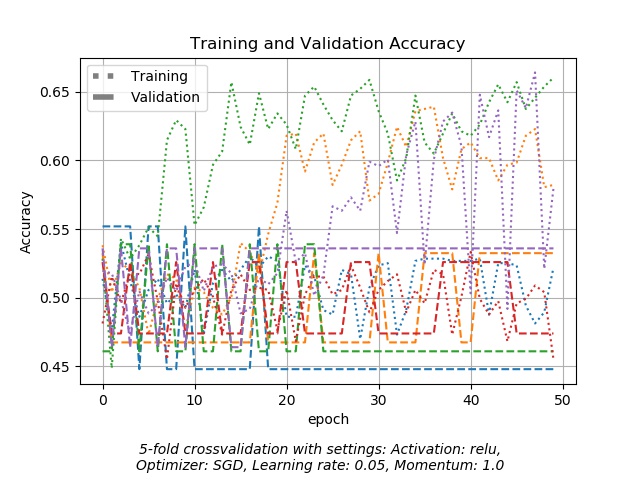 Training and Validation Accuracy
Training
Validation
0.65
0.60
0.55
0.50
0.45
Accuracy
0 10 20 30 40 50
epoch
5-fold crossvalidation with settings: Activation: relu,
Optimizer: SGD, Learning rate: 0.05, Momentum: 1.0